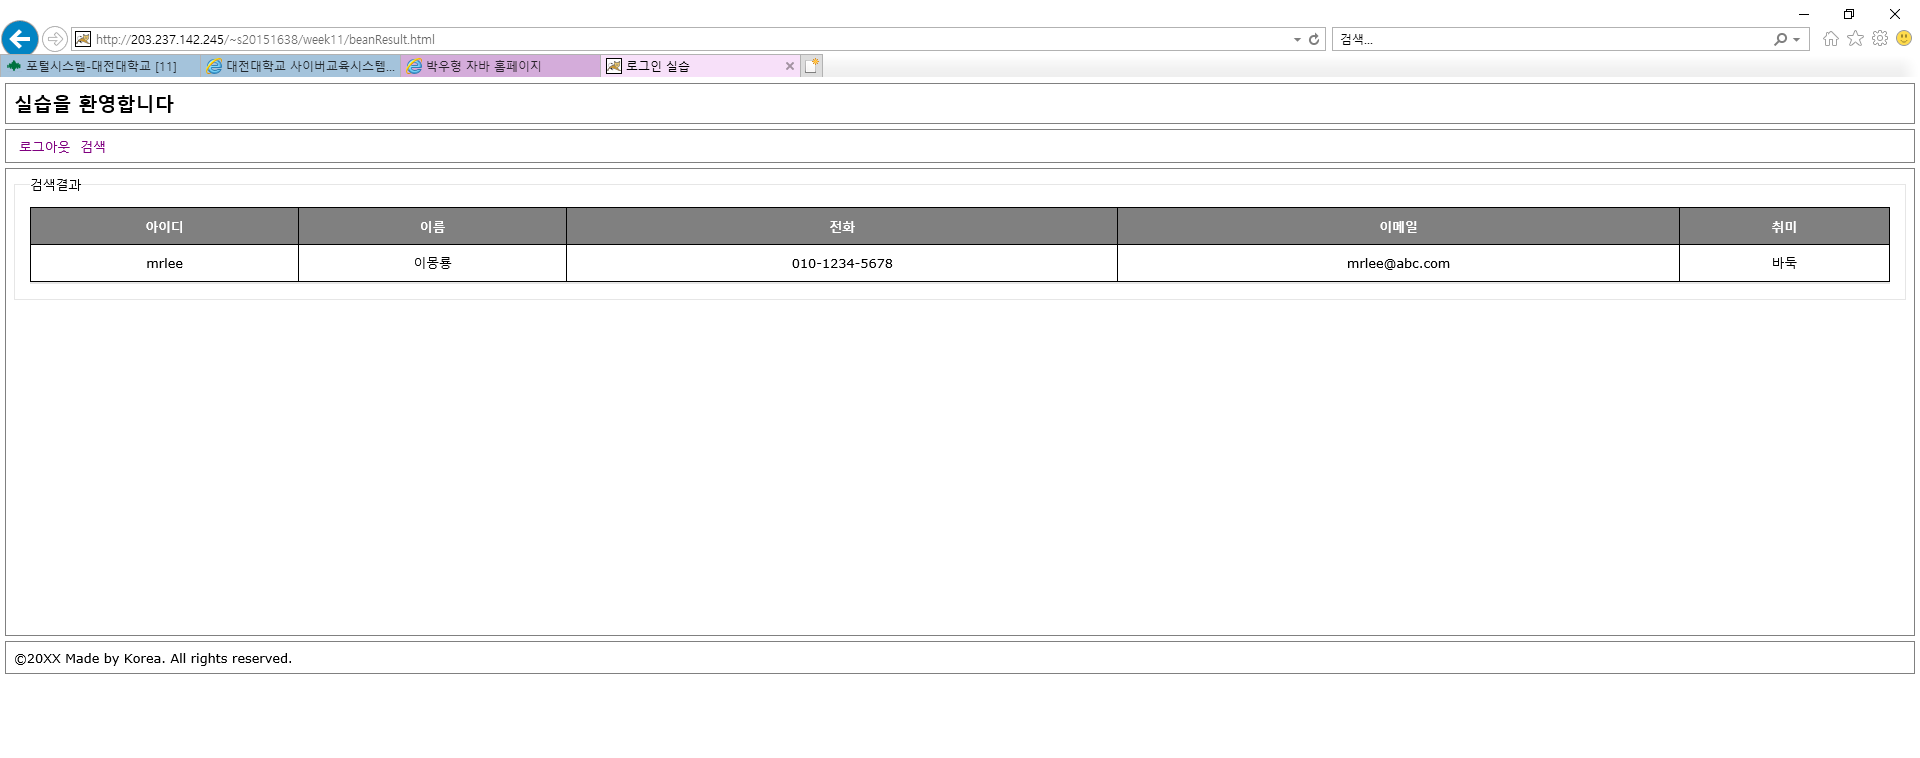 http://203.237.142.245/~s20151638/week11/beanResult.html
검색...
포털시스템-대전대학교 [11]
대전대학교 사이버교육시스템...
박우형 자바 홈페이지
로그인 실습
실습을 환영합니다
로그아웃 검색
검색결과
아이디 이름 전화 이메일 취미
mrlee 이몽룡 010-1234-5678 mrlee@abc.com 바둑
©20XX Made by Korea. All rights reserved.